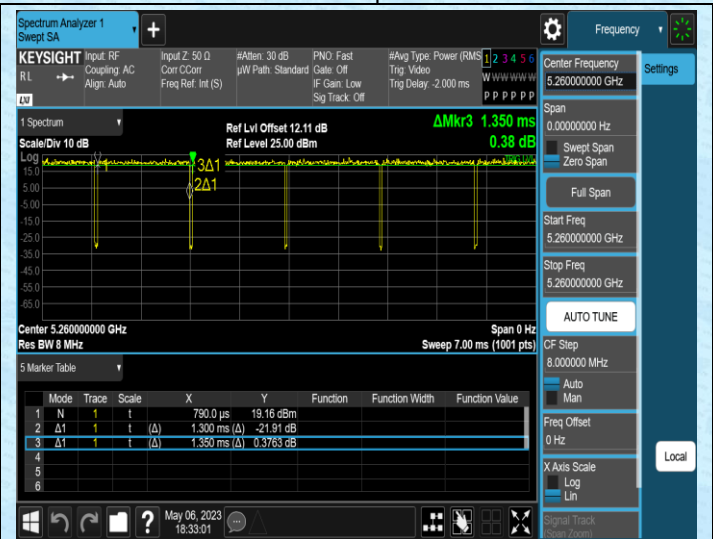 Spectrum Analyzer 1
Swept SA
+
Frequency
KEYSIGHT
RL
LXI
Input: RF
Coupling: AC
Align: Auto
Input Z: 50 Ω
Corr CCorr
Freq Ref: Int (S)
#Atten: 30 dB
µW Path: Standard
PNO: Fast
Gate: Off
IF Gain: Low
Sig Track: Off
#Avg Type: Power (RMS
Trig: Video
Trig Delay: -2.000 ms
1 2 3 4 5 6
W W W W W W
P P P P P P
1 Spectrum
Scale/Div 10 dB
Ref Lvl Offset 12.11 dB
Ref Level 25.00 dBm
ΔMkr3 1.350 ms
0.38 dB
Log
15.0
5.00
-5.00
-15.0
-25.0
-35.0
-45.0
-55.0
-65.0
1
3Δ1
2Δ1
Center 5.260000000 GHz
Res BW 8 MHz
Span 0 Hz
Sweep 7.00 ms (1001 pts)
5 Marker Table
Mode Trace Scale X Y Function Function Width Function Value
1 N 1 t 790.0 µs 19.16 dBm
2 Δ1 1 t (Δ) 1.300 ms (Δ) -21.91 dB
3 Δ1 1 t (Δ) 1.350 ms (Δ) 0.3763 dB
4
5
6
?
May 06, 2023
18:33:01
Center Frequency
5.260000000 GHz
Span
0.00000000 Hz
Swept Span
Zero Span
Full Span
Start Freq
5.260000000 GHz
Stop Freq
5.260000000 GHz
AUTO TUNE
CF Step
8.000000 MHz
Auto
Man
Freq Offset
0 Hz
X Axis Scale
Log
Lin
Signal Track
(Span Zoom)
Settings
Local